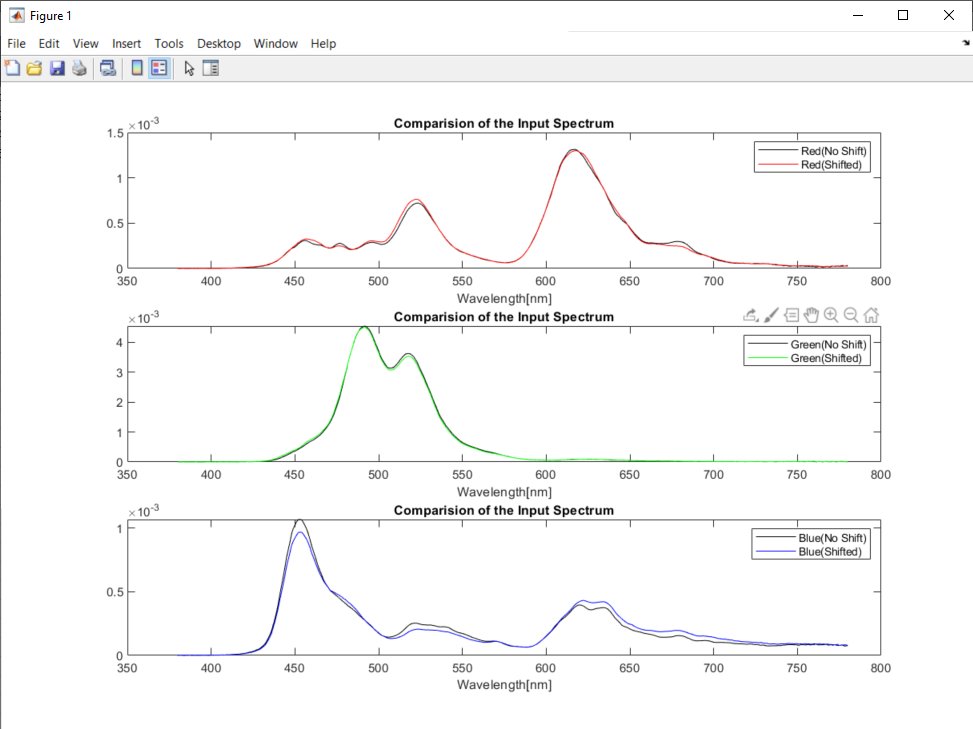 Figure 1
File Edit View Insert Tools Desktop Window Help
Comparision of the Input Spectrum
×10-3
1.5
1
0.5
0
350 400 450 500 550 600 650 700 750 800
Wavelength[nm]
Red(No Shift)
Red(Shifted)
Comparision of the Input Spectrum
×10-3
4
3
2
1
0
350 400 450 500 550 600 650 700 750 800
Wavelength[nm]
Green(No Shift)
Green(Shifted)
Comparision of the Input Spectrum
×10-3
1
0.5
0
350 400 450 500 550 600 650 700 750 800
Wavelength[nm]
Blue(No Shift)
Blue(Shifted)